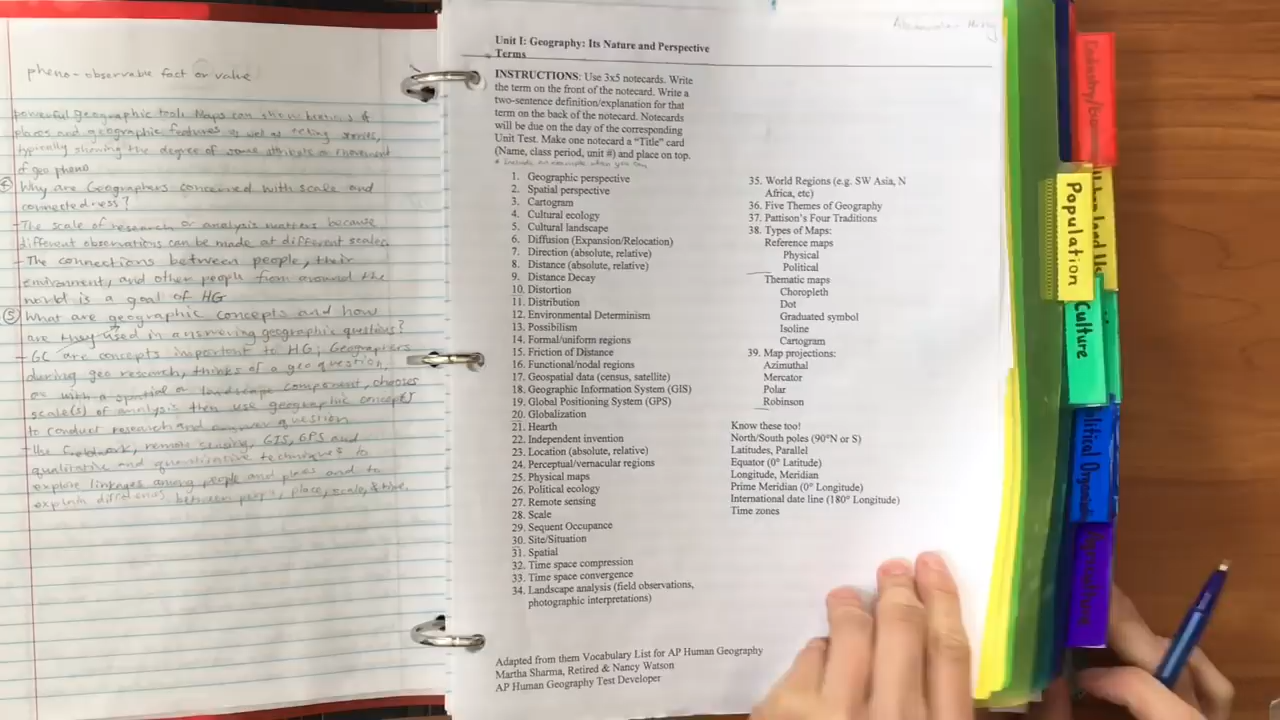 pheno - observable fact or value
powerful geographic tools Maps can show locations of
places and geographic features as well as telling stories,
typically showing the degree of some attribute or movement
of geo pheno
Why are Geographers concerned with scale and
connectedness?
- The scale of research or analysis matters because
different observations can be made at different scales
- The connections between people, their
environment, and other people from around the
world is a goal of HG
⑤ What are geographic concepts and how
are they used in answering geographic questions?
- GC are concepts important to HG; Geographers
during geo research, thinks of a geo question,
or with a spatial or landscape component, chooses
scale(s) of analysis then use geographic concepts
to conduct research and answer question
- Use fieldwork, remote sensing, GIS, GPS and
qualitative and quantitative techniques to
explore linkages among people and places and to
explain differences between people, place, scale, & time.
Unit I: Geography: Its Nature and Perspective
Terms
INSTRUCTIONS: Use 3x5 notecards. Write
the term on the front of the notecard. Write a
two-sentence definition/explanation for that
term on the back of the notecard. Notecards
will be due on the day of the corresponding
Unit Test. Make one notecard a "Title" card
(Name, class period, unit #) and place on top.
* include an example when you can
1. Geographic perspective
2. Spatial perspective
3. Cartogram
4. Cultural ecology
5. Cultural landscape
6. Diffusion (Expansion/Relocation)
7. Direction (absolute, relative)
8. Distance (absolute, relative)
9. Distance Decay
10. Distortion
11. Distribution
12. Environmental Determinism
13. Possibilism
14. Formal/uniform regions
15. Friction of Distance
16. Functional/nodal regions
17. Geospatial data (census, satellite)
18. Geographic Information System (GIS)
19. Global Positioning System (GPS)
20. Globalization
21. Hearth
22. Independent invention
23. Location (absolute, relative)
24. Perceptual/vernacular regions
25. Physical maps
26. Political ecology
27. Remote sensing
28. Scale
29. Sequent Occupance
30. Site/Situation
31. Spatial
32. Time space compression
33. Time space convergence
34. Landscape analysis (field observations,
photographic interpretations)
35. World Regions (e.g. SW Asia, N
Africa, etc)
36. Five Themes of Geography
37. Pattison's Four Traditions
38. Types of Maps:
Reference maps
Physical
Political
Thematic maps
Choropleth
Dot
Graduated symbol
Isoline
Cartogram
39. Map projections:
Azimuthal
Mercator
Polar
Robinson
Know these too!
North/South poles (90°N or S)
Latitudes, Parallel
Equator (0° Latitude)
Longitude, Meridian
Prime Meridian (0° Longitude)
International date line (180° Longitude)
Time zones
Adapted from them Vocabulary List for AP Human Geography
Martha Sharma, Retired & Nancy Watson
AP Human Geography Test Developer
Population
Culture
Political Organiz
Agriculture